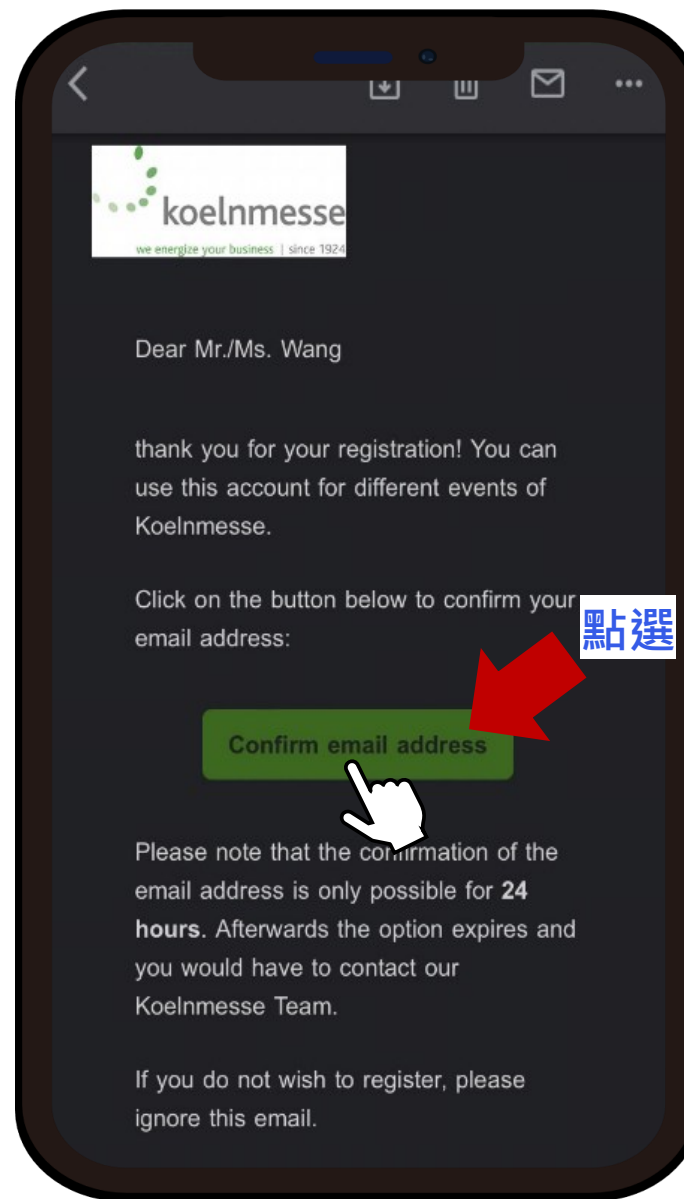 koelnmesse
we energize your business | since 1924
Dear Mr./Ms. Wang
thank you for your registration! You can
use this account for different events of
Koelnmesse.
Click on the button below to confirm your
email address:
點選
Confirm email address
Please note that the confirmation of the
email address is only possible for 24
hours. Afterwards the option expires and
you would have to contact our
Koelnmesse Team.
If you do not wish to register, please
ignore this email.